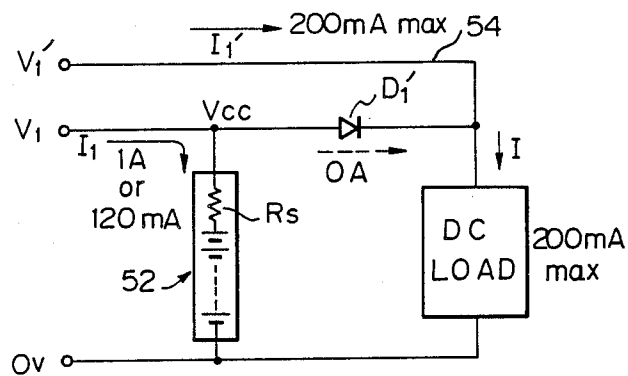 I₁′ 200mA max 54
V₁′
V₁ Vcc D₁′
I₁ 1A or 120mA
0A
I
Rs
DC LOAD
200mA max
52
0V